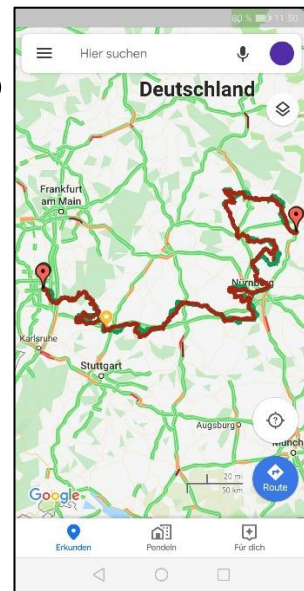 80 % 11:50
Hier suchen
Deutschland
Frankfurt
am Main
Nürnberg
Karlsruhe
Stuttgart
Augsburg
Münch
20 mi
50 km
Google
Route
Erkunden Pendeln Für dich